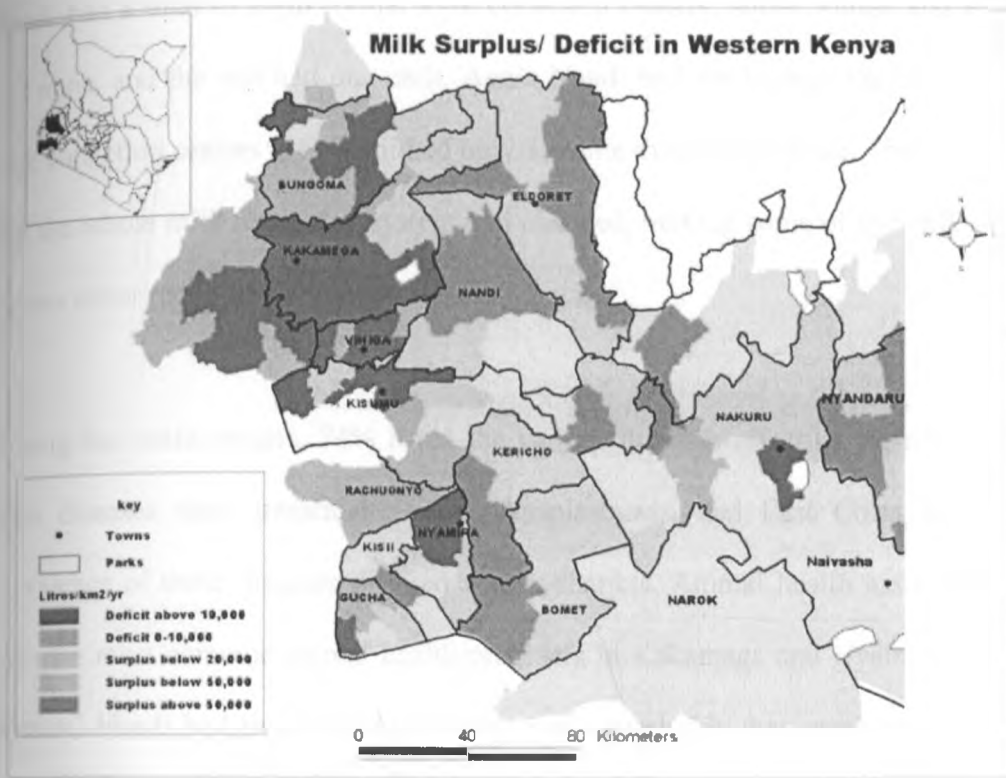 Milk Surplus/ Deficit in Western Kenya
BUNGOMA
ELDORET
KAKAMEGA
NANDI
VIHIGA
KISUMU
NAKURU
NYANDARU
KERICHO
RACHUONYO
NYAMIRA
KISII
GUCHA
BOMET
NAROK
Naivasha
key
Towns
Parks
Litros/km2/yr
Deficit above 10,000
Deficit 0-10,000
Surplus below 20,000
Surplus below 50,000
Surplus above 50,000
0 40 80 Kilometers